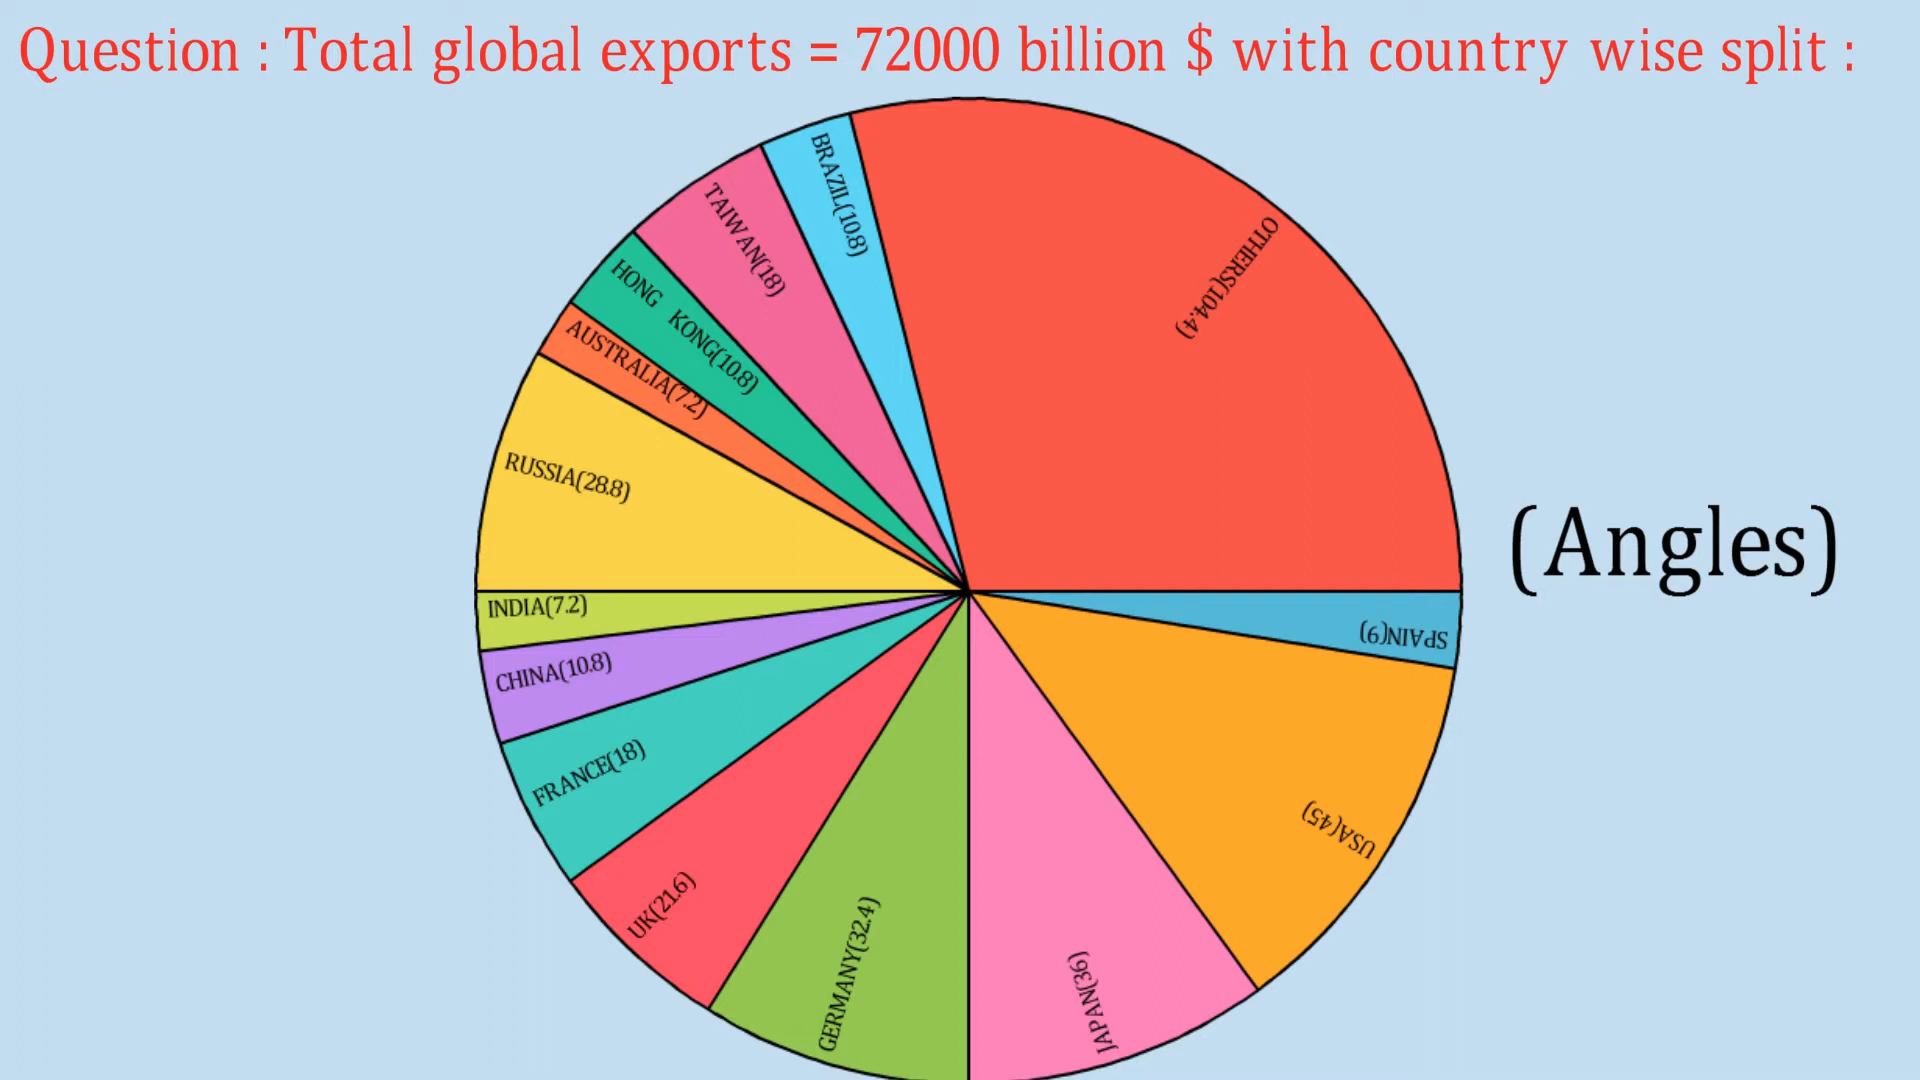 Question : Total global exports = 72000 billion $ with country wise split :
BRAZIL(10.8)
TAIWAN(18)
OTHERS(104.4)
HONG KONG(10.8)
AUSTRALIA(7.2)
RUSSIA(28.8)
(Angles)
INDIA(7.2)
SPAIN(9)
CHINA(10.8)
FRANCE(18)
USA(45)
UK(21.6)
GERMANY(32.4)
JAPAN(36)